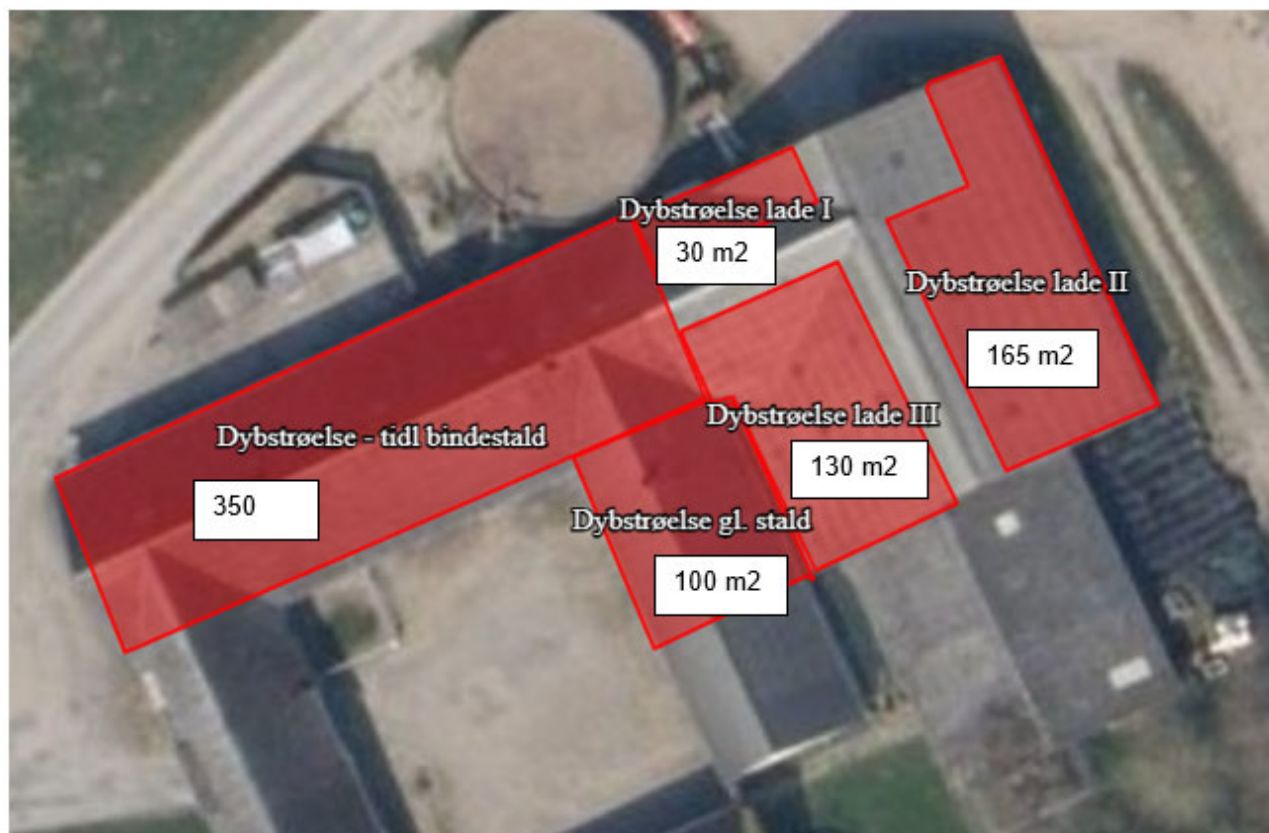 Dybstrøelse lade I
30 m2
Dybstrøelse lade II
165 m2
Dybstrøelse lade III
130 m2
Dybstrøelse - tidl bindestald
350
Dybstrøelse gl. stald
100 m2